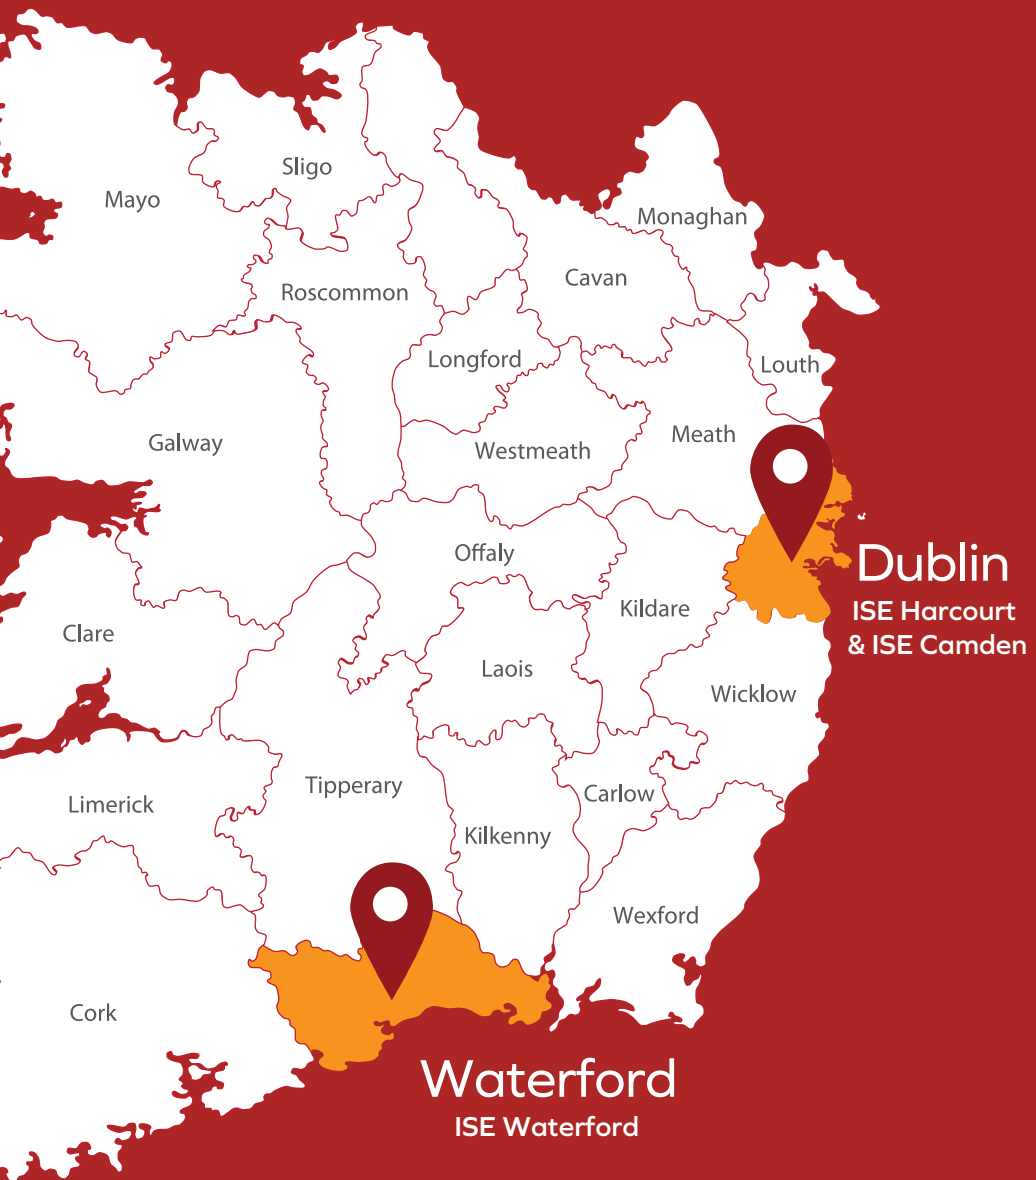 Sligo
Mayo
Monaghan
Cavan
Roscommon
Longford
Louth
Meath
Galway
Westmeath
Offaly
Dublin
ISE Harcourt
& ISE Camden
Kildare
Clare
Laois
Wicklow
Tipperary
Carlow
Limerick
Kilkenny
Wexford
Cork
Waterford
ISE Waterford